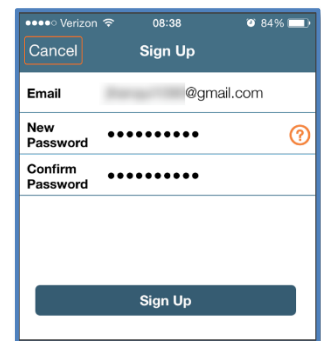 Verizon 08:38 84%
Cancel Sign Up
Email @gmail.com
New
Password ••••••••••
Confirm
Password ••••••••••
Sign Up